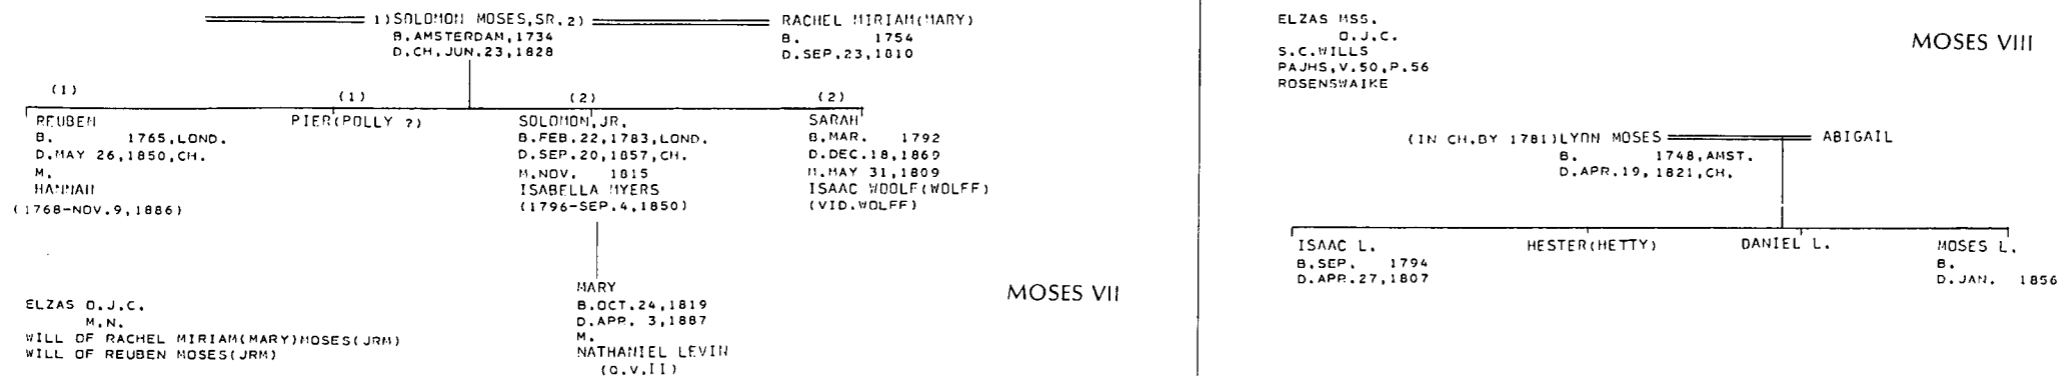 1)SOLOMON MOSES,SR.2)
B.AMSTERDAM,1734
D.CH.JUN.23,1828
RACHEL MIRIAM(MARY)
B. 1754
D.SEP.23,1810
(1)
(1)
(2)
(2)
REUBEN
B. 1765,LOND.
D.MAY 26,1850,CH.
M.
HANNAH
(1768-NOV.9,1886)
PIER(POLLY ?)
SOLOMON,JR.
B.FEB.22,1783,LOND.
D.SEP.20,1857,CH.
M.NOV. 1815
ISABELLA MYERS
(1796-SEP.4,1850)
SARAH
B.MAR. 1792
D.DEC.18,1869
M.MAY 31,1809
ISAAC WOOLF(WOLFF)
(VID.WOLFF)
MARY
B.OCT.24,1819
D.APR. 3,1887
M.
NATHANIEL LEVIN
(Q.V.II)
ELZAS O.J.C.
M.N.
WILL OF RACHEL MIRIAM(MARY)MOSES(JRM)
WILL OF REUBEN MOSES(JRM)
MOSES VII
ELZAS MSS.
O.J.C.
S.C.WILLS
PAJHS,V.50,P.56
ROSENSWAIKE
MOSES VIII
(IN CH.BY 1781)LYON MOSES
B. 1748,AMST.
D.APR.19,1821,CH.
ABIGAIL
ISAAC L.
B.SEP. 1794
D.APR.27,1807
HESTER(HETTY)
DANIEL L.
MOSES L.
B.
D.JAN. 1856